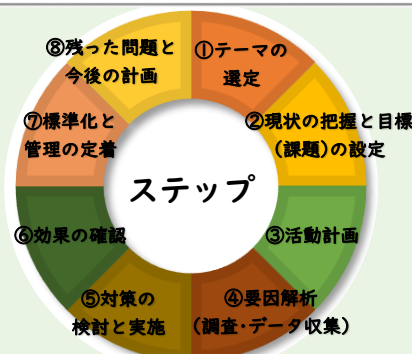 ①テーマの
選定
②現状の把握と目標
(課題)の設定
③活動計画
④要因解析
(調査･データ収集)
⑤対策の
検討と実施
⑥効果の確認
⑦標準化と
管理の定着
⑧残った問題と
今後の計画
ステップ